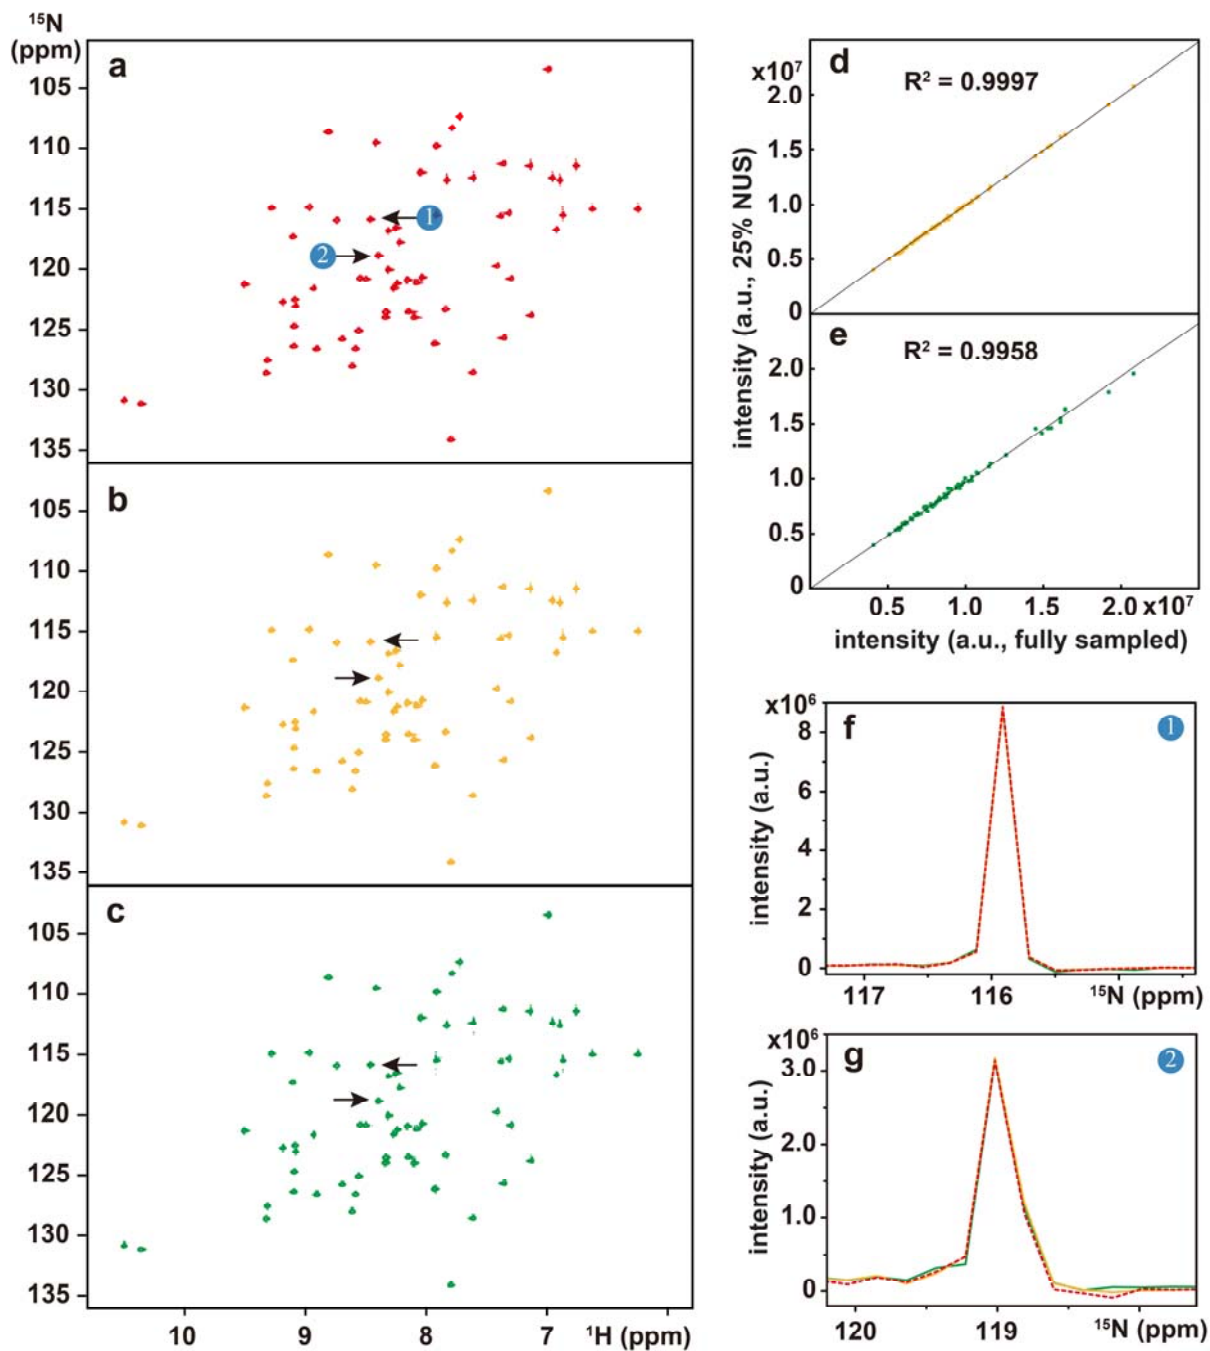 ¹⁵N
(ppm)
a
105
110
115
120
125
130
135
1
2
b
105
110
115
120
125
130
135
c
105
110
115
120
125
130
135
10
9
8
7
¹H (ppm)
d
R² = 0.9997
x10⁷
2.0
1.5
1.0
0.5
0
intensity (a.u., 25% NUS)
e
R² = 0.9958
2.0
1.5
1.0
0.5
0
0.5
1.0
1.5
2.0 x10⁷
intensity (a.u., fully sampled)
x10⁶
f
1
8
6
4
2
0
intensity (a.u.)
117
116
¹⁵N (ppm)
x10⁶
g
2
3.0
2.0
1.0
0
intensity (a.u.)
120
119
¹⁵N (ppm)